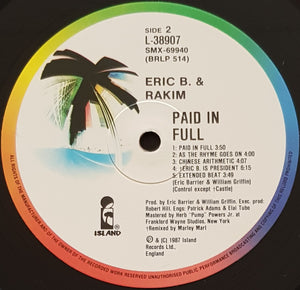 SIDE 2
L-38907
SMX-69940
(BRLP 514)
ERIC B. &
RAKIM
PAID IN
FULL
1: PAID IN FULL 3:50
2: AS THE RHYME GOES ON 4:00
3: CHINESE ARITHMETIC 4:07
4: ¡ERIC B. IS PRESIDENT 6:15
5: EXTENDED BEAT 3:49
(Eric Barrier & William Griffin)
(Control except ¡Castle)
Prod. by Eric Barrier & William Griffin. Exec. prod.
Robert Hill. Engs: Patrick Adams & Elai Tube
Mastered by Herb "Pump" Powers Jr. at
Frankford Wayne Studios, New York
¡Remixed by Marley Marl
℗ & (C) 1987 Island
Records Ltd.,
England
ISLAND
ALL RIGHTS OF THE MANUFACTURER AND OF THE OWNER OF THE RECORDED WORK RESERVED UNAUTHORISED PUBLIC PERFORMANCE BROADCASTING AND COPYING OF THIS RECORD